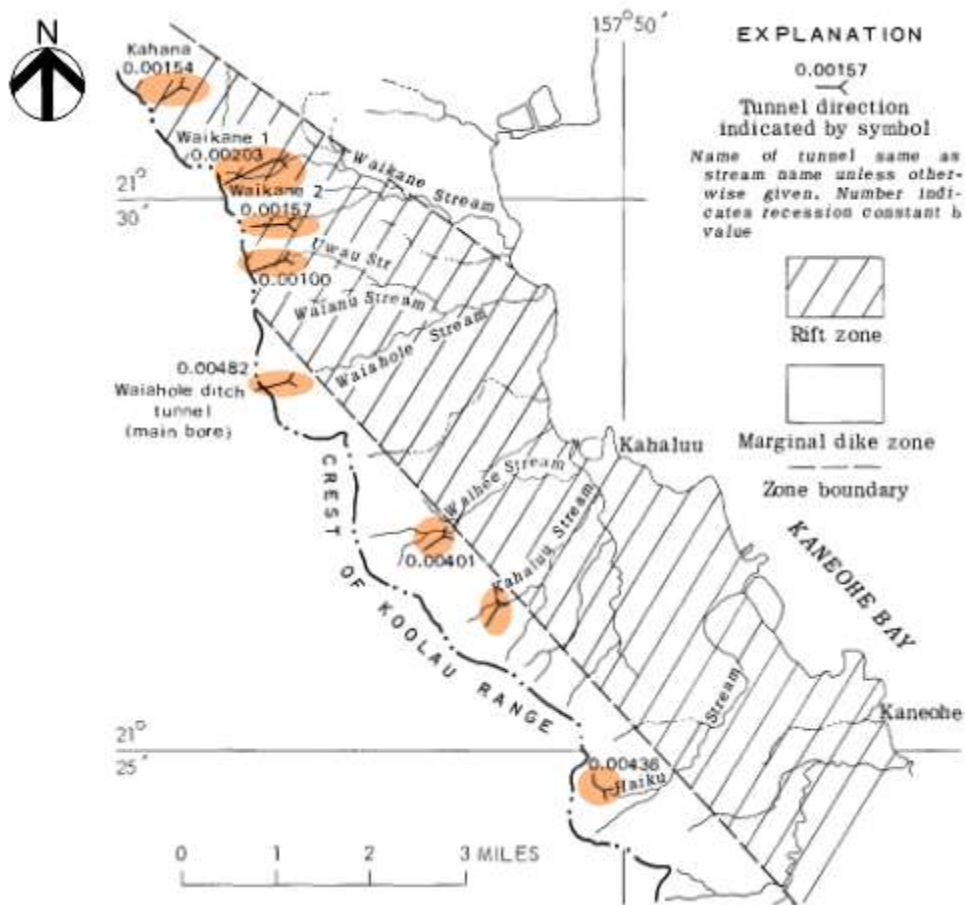 N
Kahana
0.00154
Waikane 1
0.00203
Waikane 2
0.00157
Uwau Str
0.00100
Waianu Stream
Waiahole Stream
Waikane Stream
0.00482
Waiahole ditch
tunnel
(main bore)
CREST OF KOOLAU RANGE
Waihee Stream
0.00401
Kahaluu Stream
Kahaluu
0.00436
Haiku Stream
Kaneohe
KANEOHE BAY
157° 50'
21°
30'
21°
25'
0 1 2 3 MILES
EXPLANATION
0.00157
Tunnel direction
indicated by symbol
Name of tunnel same as
stream name unless other-
wise given. Number indi-
cates recession constant b
value
Rift zone
Marginal dike zone
Zone boundary